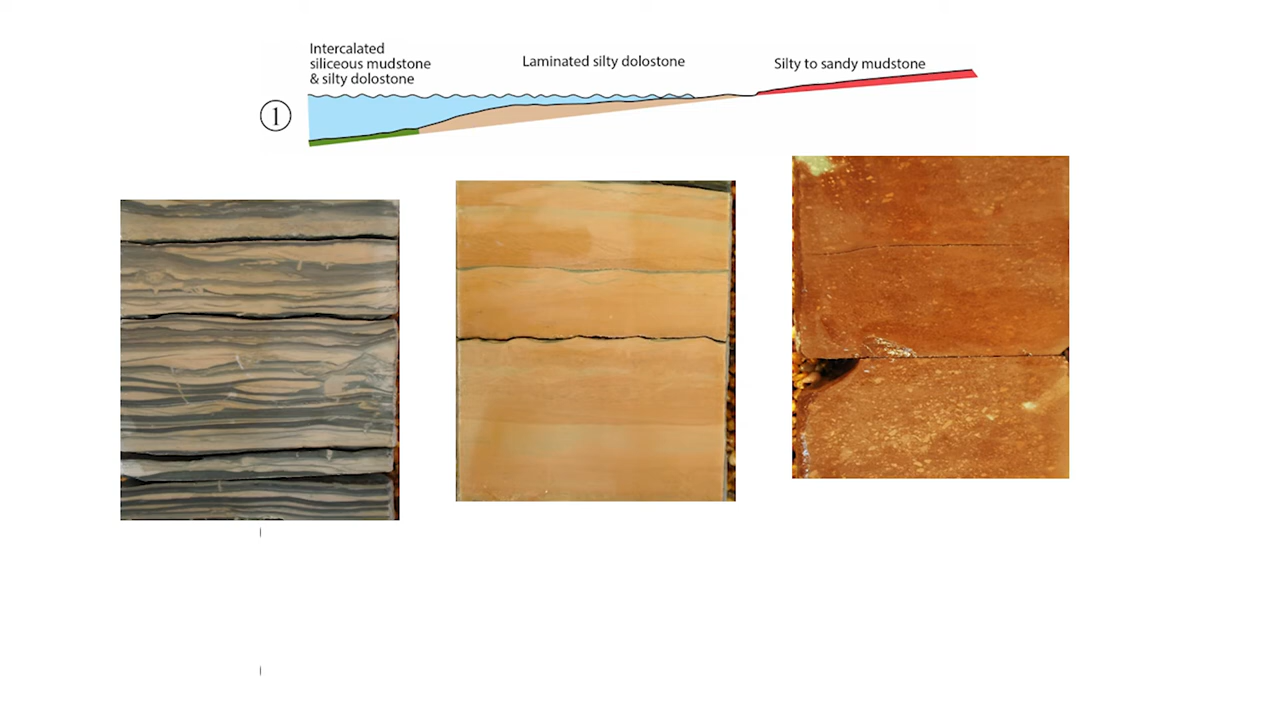 Intercalated
siliceous mudstone
& silty dolostone
Laminated silty dolostone
Silty to sandy mudstone
1